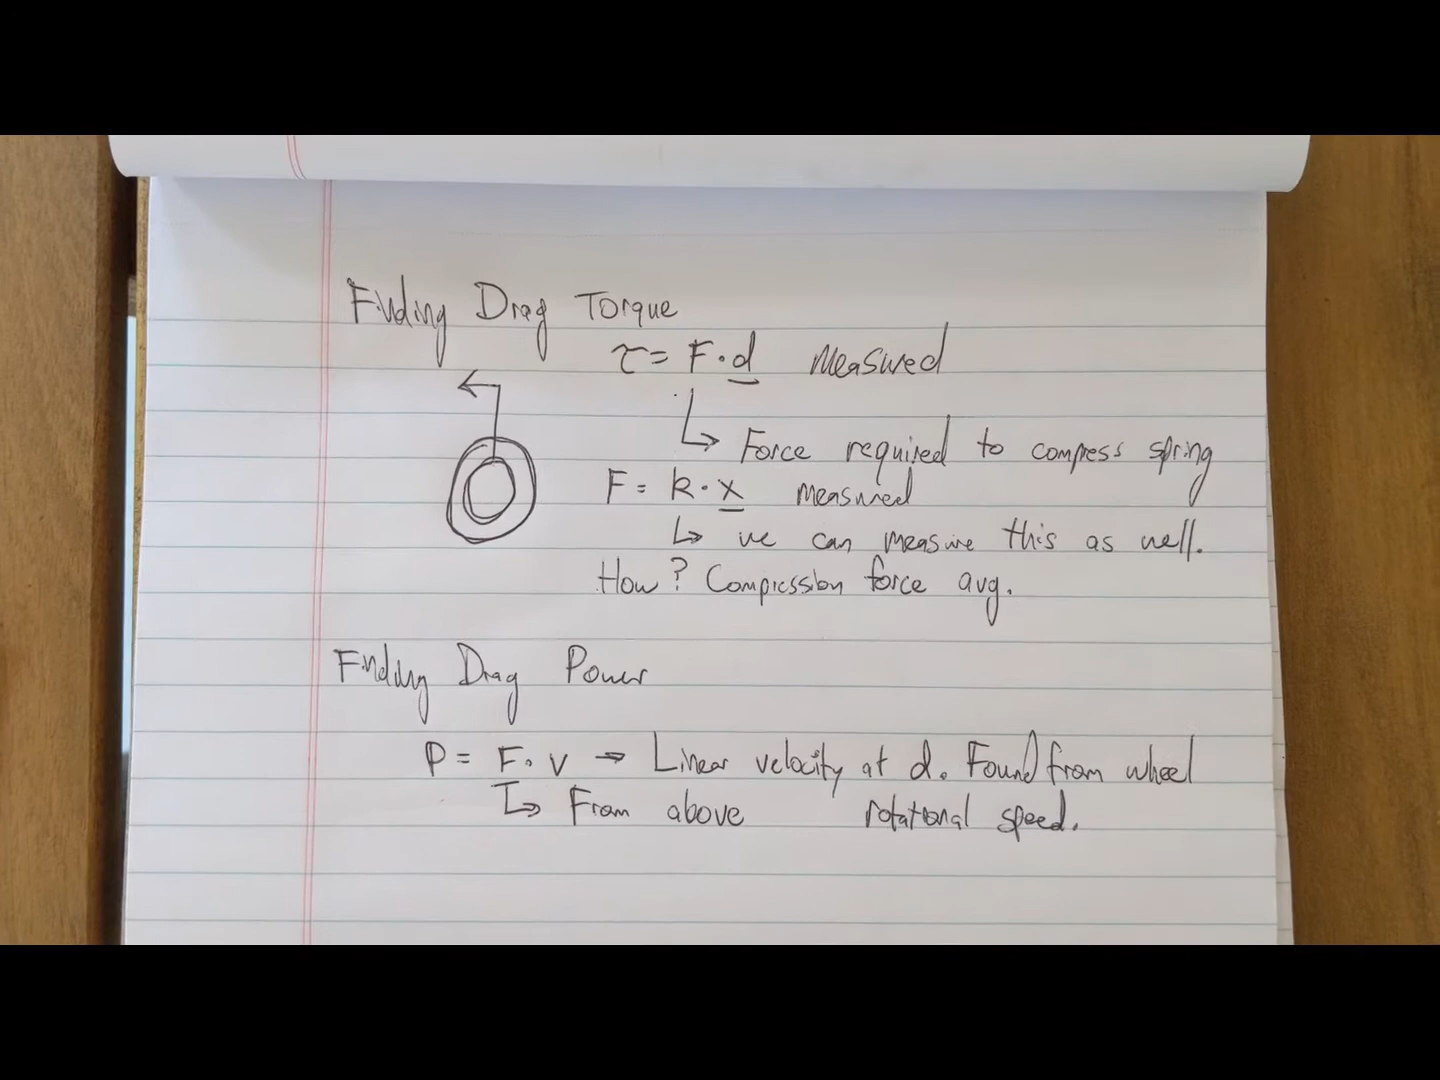 Finding Drag Torque
τ = F · d measured
↳ Force required to compress spring
F = k · x measured
↳ we can measure this as well.
How? Compression force avg.
Finding Drag Power
P = F · v → Linear velocity at d. Found from wheel
↳ From above rotational speed.